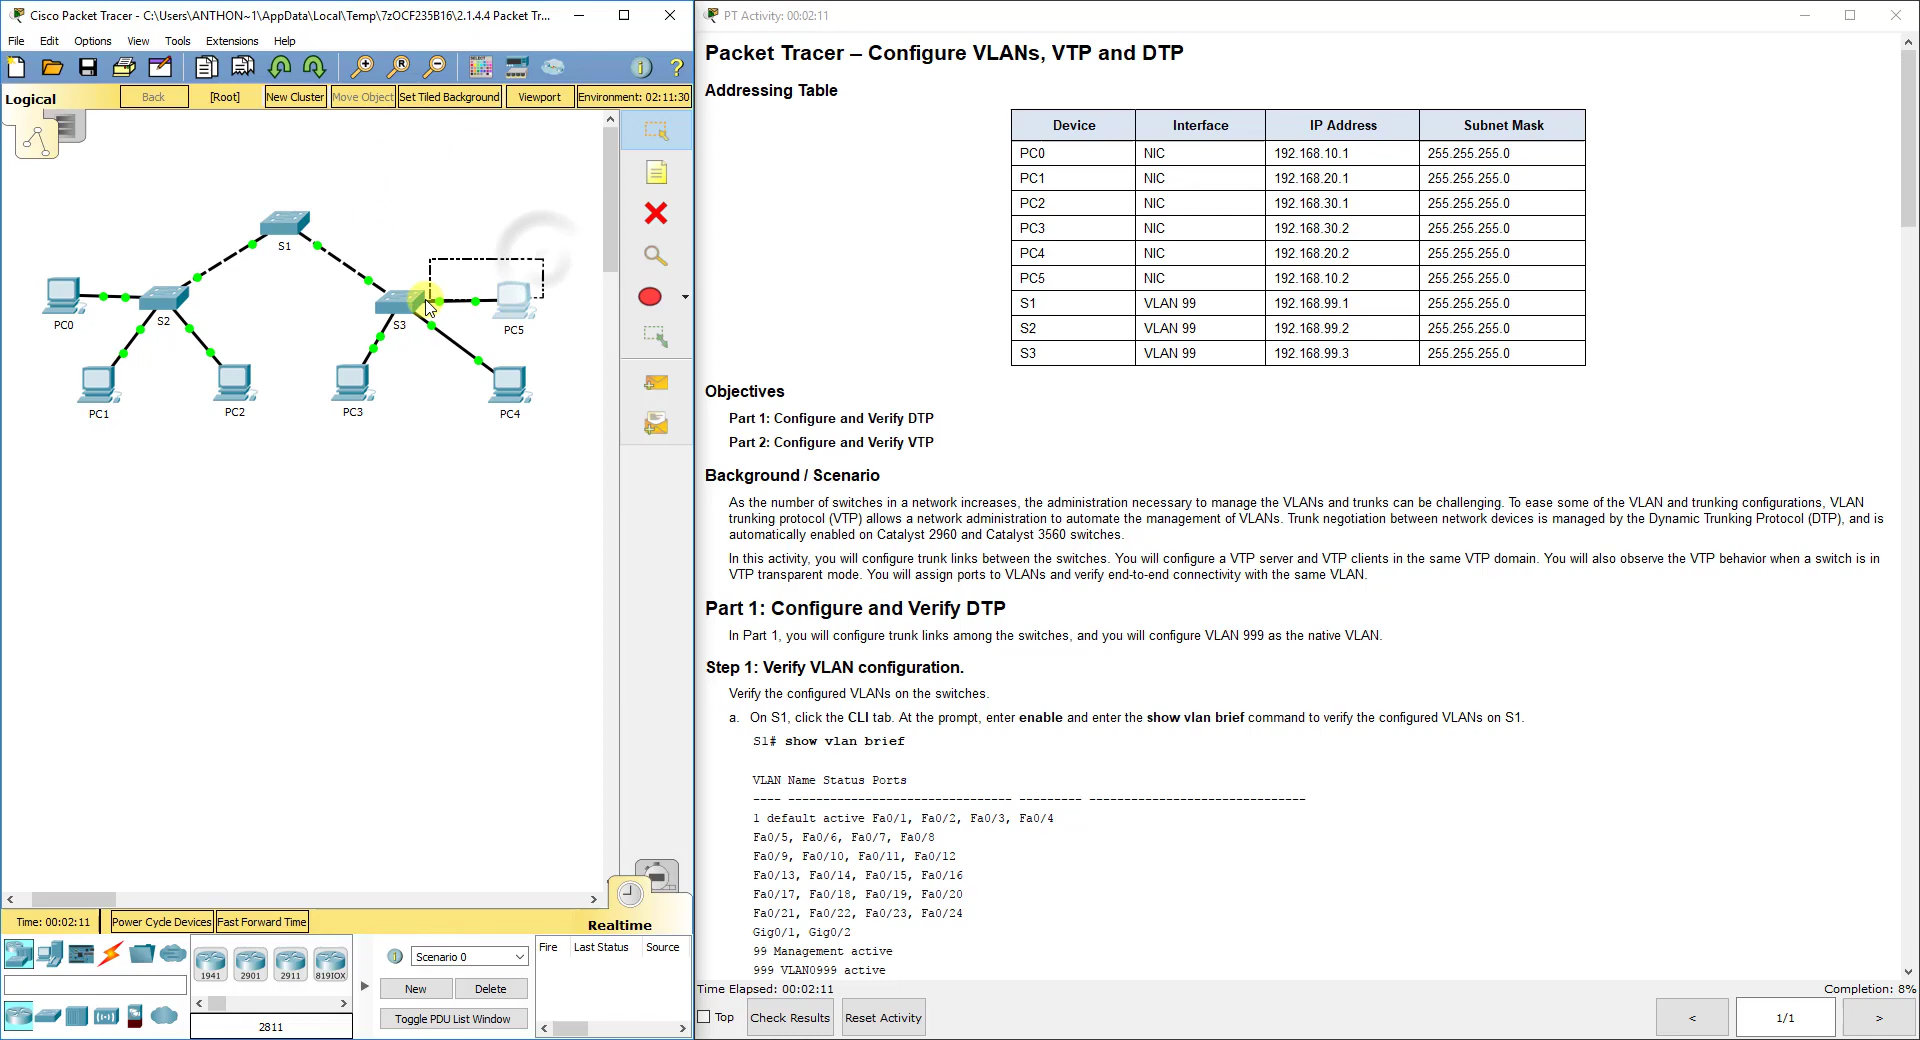 Cisco Packet Tracer - C:\Users\ANTHON~1\AppData\Local\Temp\7zOCF235B16\2.1.4.4 Packet Tr...
File Edit Options View Tools Extensions Help
Logical
Back
[Root]
New Cluster
Move Object
Set Tiled Background
Viewport
Environment: 02:11:30
S1
PC0
S2
S3
PC5
PC1
PC2
PC3
PC4
Time: 00:02:11
Power Cycle Devices
Fast Forward Time
Realtime
1941
2901
2911
819IOX
2811
Scenario 0
New
Delete
Toggle PDU List Window
Fire Last Status Source
PT Activity: 00:02:11
Packet Tracer – Configure VLANs, VTP and DTP
Addressing Table
Device Interface IP Address Subnet Mask
PC0 NIC 192.168.10.1 255.255.255.0
PC1 NIC 192.168.20.1 255.255.255.0
PC2 NIC 192.168.30.1 255.255.255.0
PC3 NIC 192.168.30.2 255.255.255.0
PC4 NIC 192.168.20.2 255.255.255.0
PC5 NIC 192.168.10.2 255.255.255.0
S1 VLAN 99 192.168.99.1 255.255.255.0
S2 VLAN 99 192.168.99.2 255.255.255.0
S3 VLAN 99 192.168.99.3 255.255.255.0
Objectives
Part 1: Configure and Verify DTP
Part 2: Configure and Verify VTP
Background / Scenario
As the number of switches in a network increases, the administration necessary to manage the VLANs and trunks can be challenging. To ease some of the VLAN and trunking configurations, VLAN
trunking protocol (VTP) allows a network administration to automate the management of VLANs. Trunk negotiation between network devices is managed by the Dynamic Trunking Protocol (DTP), and is
automatically enabled on Catalyst 2960 and Catalyst 3560 switches.
In this activity, you will configure trunk links between the switches. You will configure a VTP server and VTP clients in the same VTP domain. You will also observe the VTP behavior when a switch is in
VTP transparent mode. You will assign ports to VLANs and verify end-to-end connectivity with the same VLAN.
Part 1: Configure and Verify DTP
In Part 1, you will configure trunk links among the switches, and you will configure VLAN 999 as the native VLAN.
Step 1: Verify VLAN configuration.
Verify the configured VLANs on the switches.
a. On S1, click the CLI tab. At the prompt, enter enable and enter the show vlan brief command to verify the configured VLANs on S1.
S1# show vlan brief
VLAN Name Status Ports
---- -------------------------------- --------- -------------------------------
1 default active Fa0/1, Fa0/2, Fa0/3, Fa0/4
Fa0/5, Fa0/6, Fa0/7, Fa0/8
Fa0/9, Fa0/10, Fa0/11, Fa0/12
Fa0/13, Fa0/14, Fa0/15, Fa0/16
Fa0/17, Fa0/18, Fa0/19, Fa0/20
Fa0/21, Fa0/22, Fa0/23, Fa0/24
Gig0/1, Gig0/2
99 Management active
999 VLAN0999 active
Time Elapsed: 00:02:11
Completion: 8%
Top
Check Results
Reset Activity
<
1/1
>